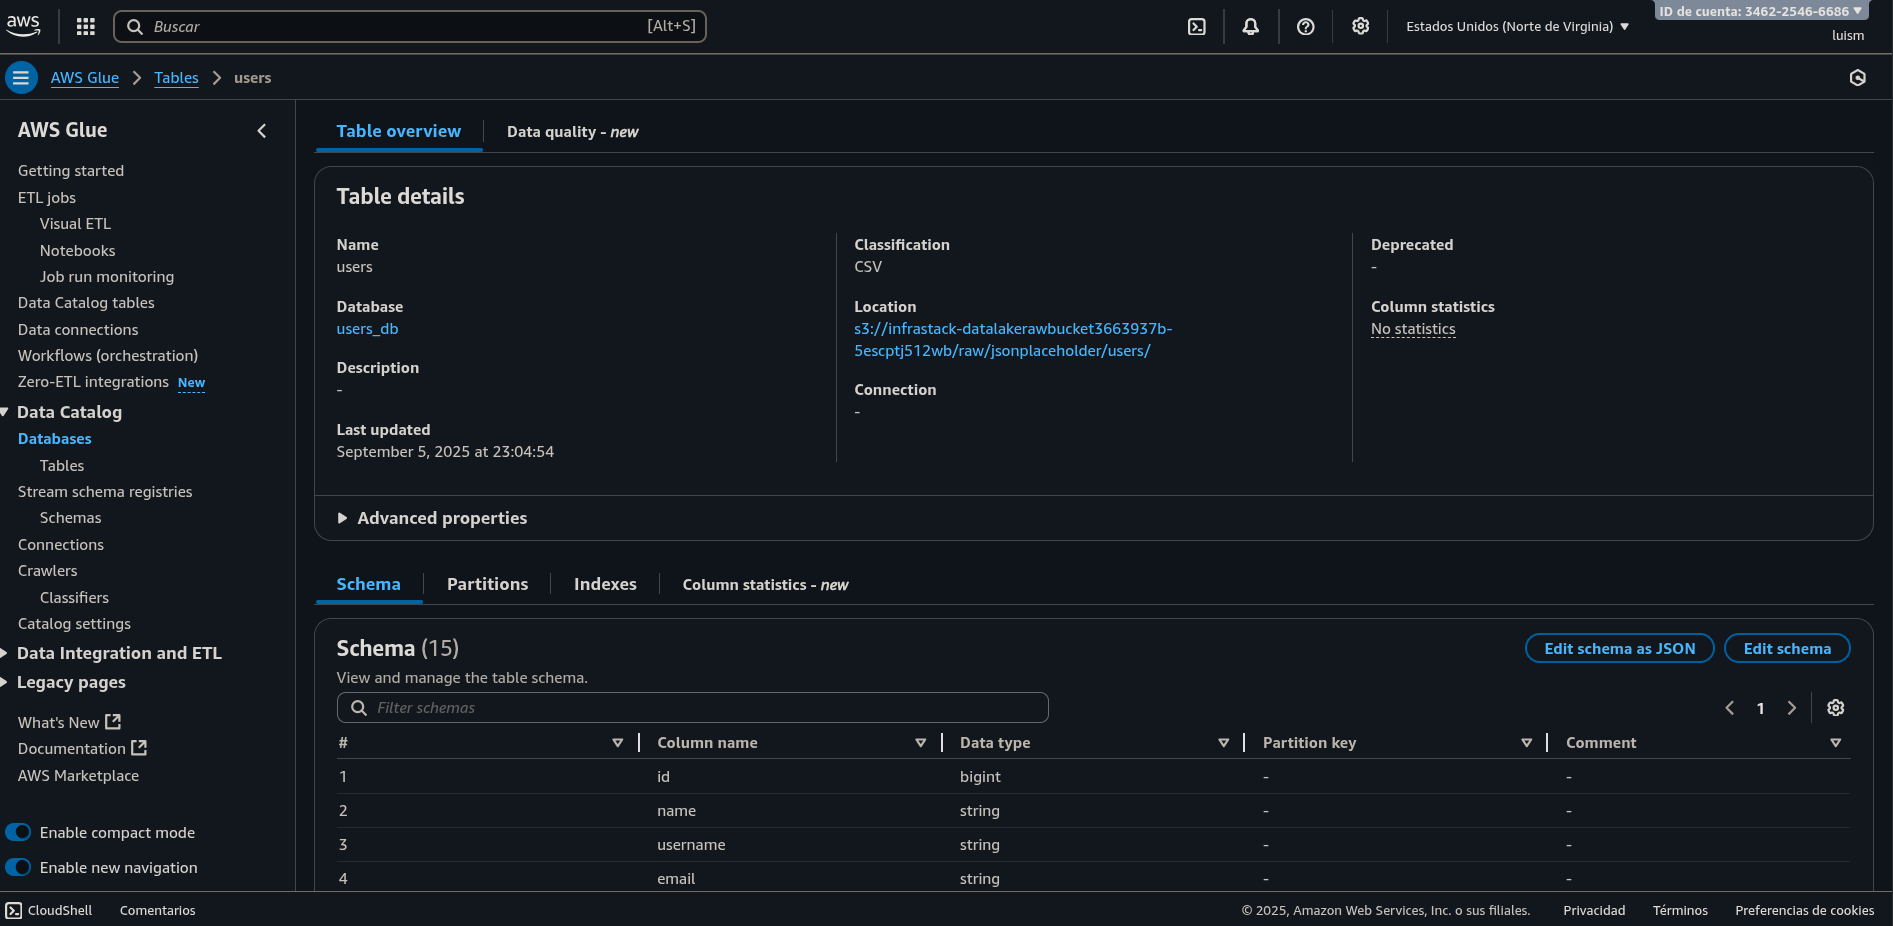 aws
Buscar
[Alt+S]
Estados Unidos (Norte de Virginia)
ID de cuenta: 3462-2546-6686
luism
AWS Glue
Tables
users
AWS Glue
Getting started
ETL jobs
Visual ETL
Notebooks
Job run monitoring
Data Catalog tables
Data connections
Workflows (orchestration)
Zero-ETL integrations New
Data Catalog
Databases
Tables
Stream schema registries
Schemas
Connections
Crawlers
Classifiers
Catalog settings
Data Integration and ETL
Legacy pages
What's New
Documentation
AWS Marketplace
Enable compact mode
Enable new navigation
Table overview
Data quality - new
Table details
Name
users
Database
users_db
Description
-
Last updated
September 5, 2025 at 23:04:54
Classification
CSV
Location
s3://infrastack-datalakerawbucket3663937b-
5escptj512wb/raw/jsonplaceholder/users/
Connection
-
Deprecated
-
Column statistics
No statistics
Advanced properties
Schema
Partitions
Indexes
Column statistics - new
Schema (15)
View and manage the table schema.
Edit schema as JSON
Edit schema
Filter schemas
1
# Column name Data type Partition key Comment
1 id bigint - -
2 name string - -
3 username string - -
4 email string - -
CloudShell
Comentarios
© 2025, Amazon Web Services, Inc. o sus filiales.
Privacidad
Términos
Preferencias de cookies